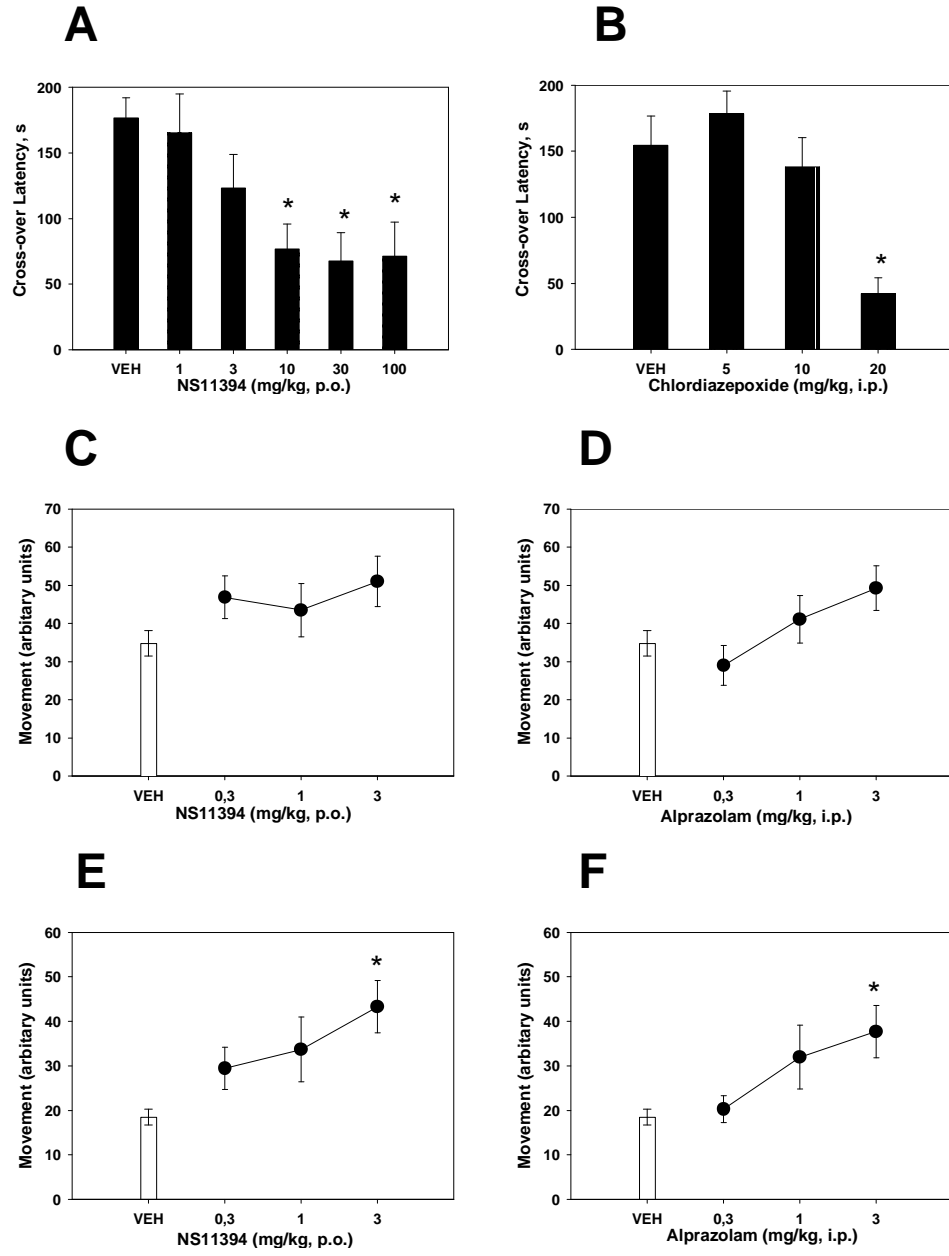 A
B
Cross-over Latency, s
200
150
100
50
0
*
*
*
VEH
1
3
10
30
100
NS11394 (mg/kg, p.o.)
Cross-over Latency, s
200
150
100
50
0
*
VEH
5
10
20
Chlordiazepoxide (mg/kg, i.p.)
C
D
Movement (arbitary units)
70
60
50
40
30
20
10
0
VEH
0,3
1
3
NS11394 (mg/kg, p.o.)
Movement (arbitary units)
70
60
50
40
30
20
10
0
VEH
0,3
1
3
Alprazolam (mg/kg, i.p.)
E
F
Movement (arbitary units)
60
50
40
30
20
10
0
*
VEH
0,3
1
3
NS11394 (mg/kg, p.o.)
Movement (arbitary units)
60
50
40
30
20
10
0
*
VEH
0,3
1
3
Alprazolam (mg/kg, i.p.)